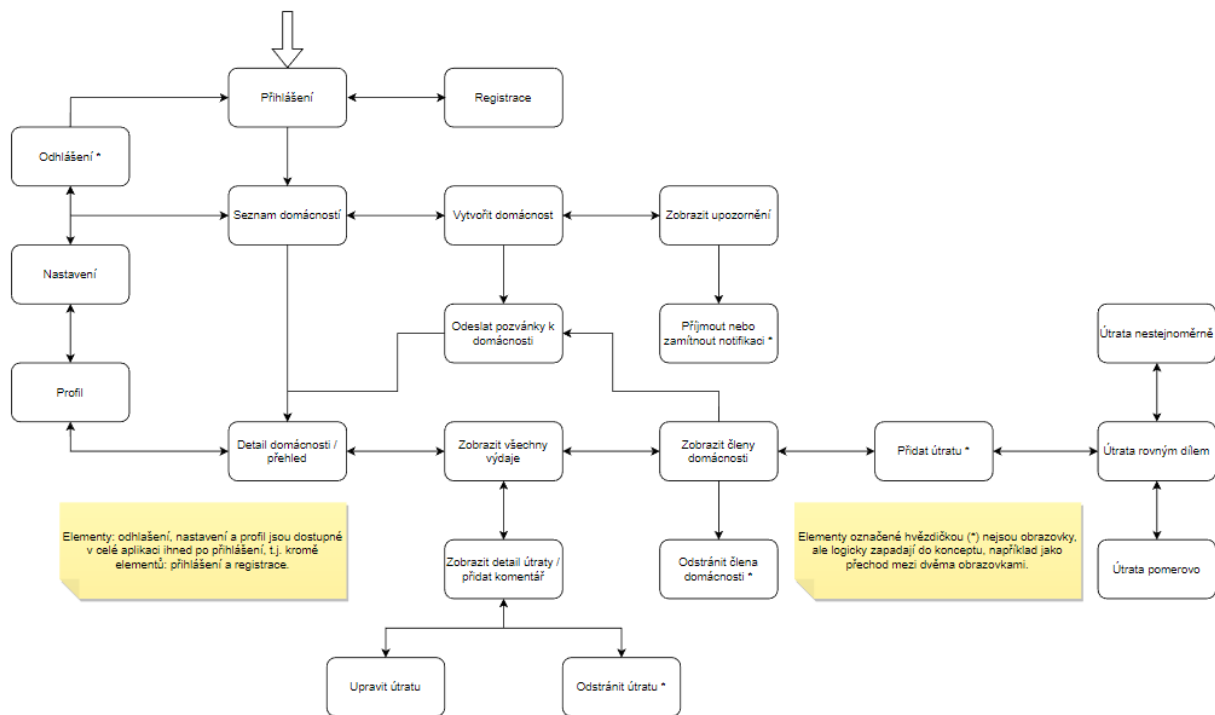 Přihlášení
Registrace
Odhlášení *
Seznam domácností
Vytvořit domácnost
Zobrazit upozornění
Nastavení
Odeslat pozvánky k
domácnosti
Příjmout nebo
zamítnout notifikaci *
Útrata nestejnoměrně
Profil
Detail domácnosti /
přehled
Zobrazit všechny
výdaje
Zobrazit členy
domácnosti
Přidat útratu *
Útrata rovným dílem
Elementy: odhlašení, nastavení a profil jsou dostupné
v celé aplikaci ihned po přihlášení, t.j. kromě
elementů: přihlášení a registrace.
Zobrazit detail útraty /
přidat komentář
Odstránit člena
domácnosti *
Elementy označené hvězdičkou (*) nejsou obrazovky,
ale logicky zapadají do konceptu, například jako
přechod mezi dvěma obrazovkami.
Útrata pomerovo
Upravit útratu
Odstránit útratu *